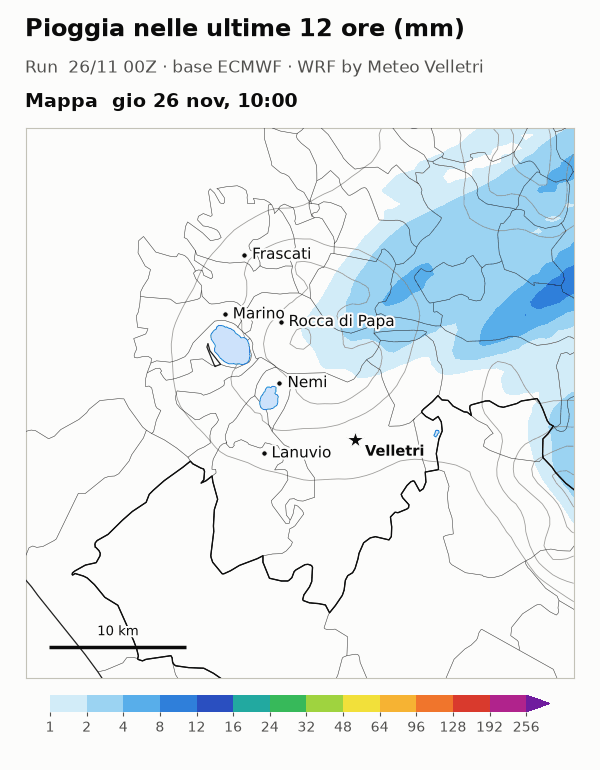 Pioggia nelle ultime 12 ore (mm)
Run  26/11 00Z · base ECMWF · WRF by Meteo Velletri
Mappa  gio 26 nov, 10:00
Frascati
Marino
Rocca di Papa
Nemi
Velletri
Lanuvio
10 km
1 2 4 8 12 16 24 32 48 64 96 128 192 256